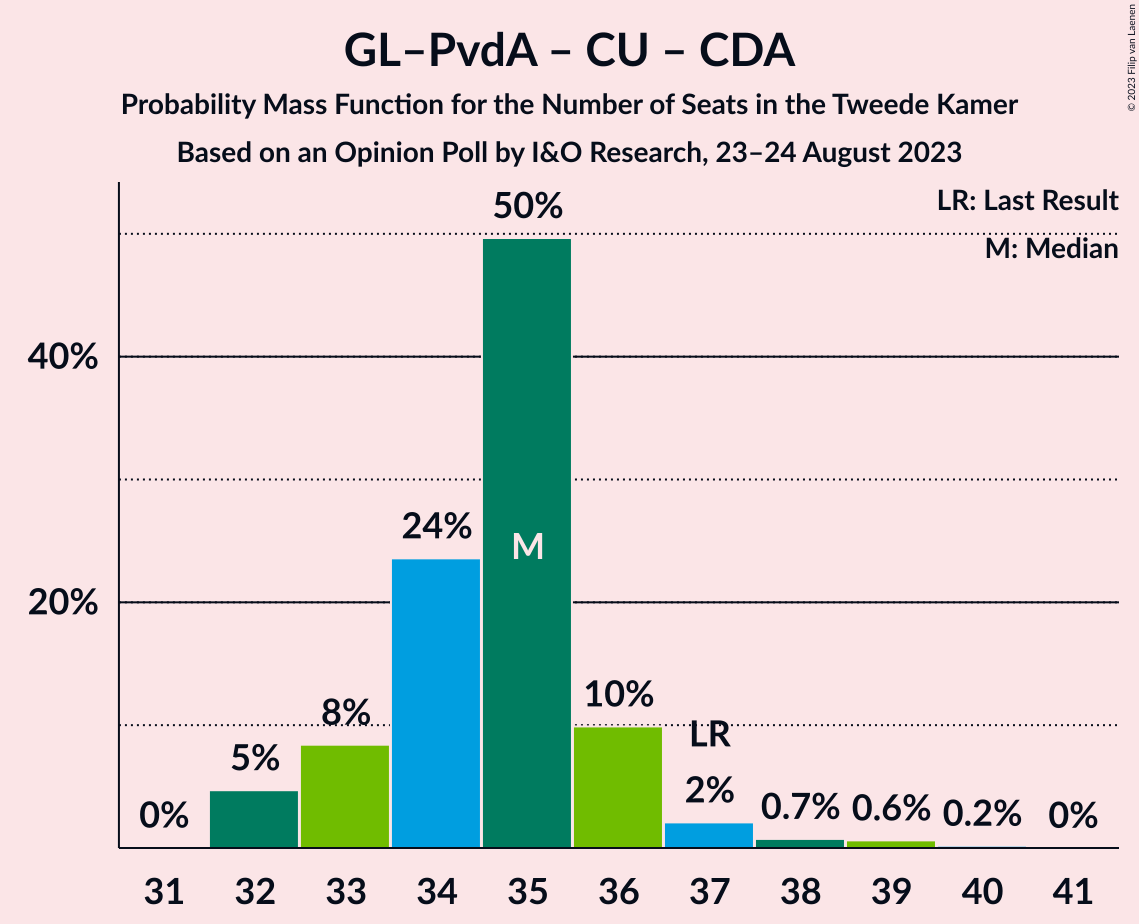 GL–PvdA – CU – CDA
Probability Mass Function for the Number of Seats in the Tweede Kamer
Based on an Opinion Poll by I&O Research, 23–24 August 2023
© 2023 Filip van Laenen
LR: Last Result
M: Median
50%
40%
24%
M
20%
10%
8%
LR
5%
2%
0%
0.7%
0.6%
0.2%
0%
31 32 33 34 35 36 37 38 39 40 41